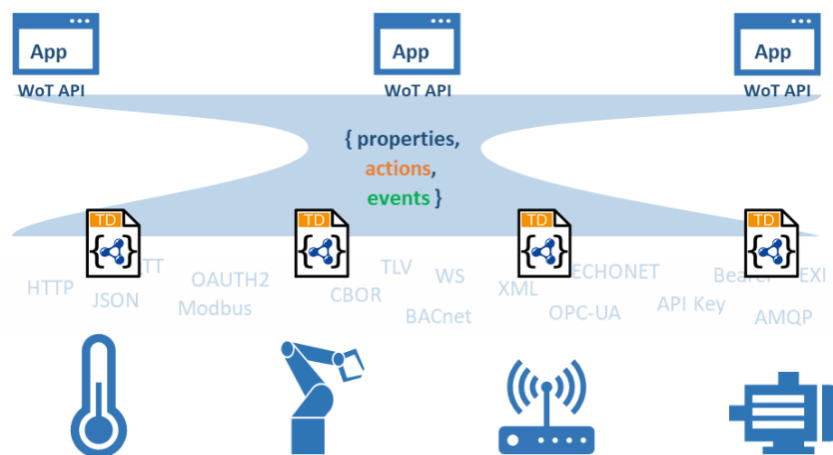 App
App
App
WoT API
WoT API
WoT API
{ properties,
actions,
events }
TD
TD
TD
TD
HTTP
JSON
OAUTH2
Modbus
CBOR
TLV
WS
BACnet
XML
ECHONET
OPC-UA
API Key
EXI
AMQP